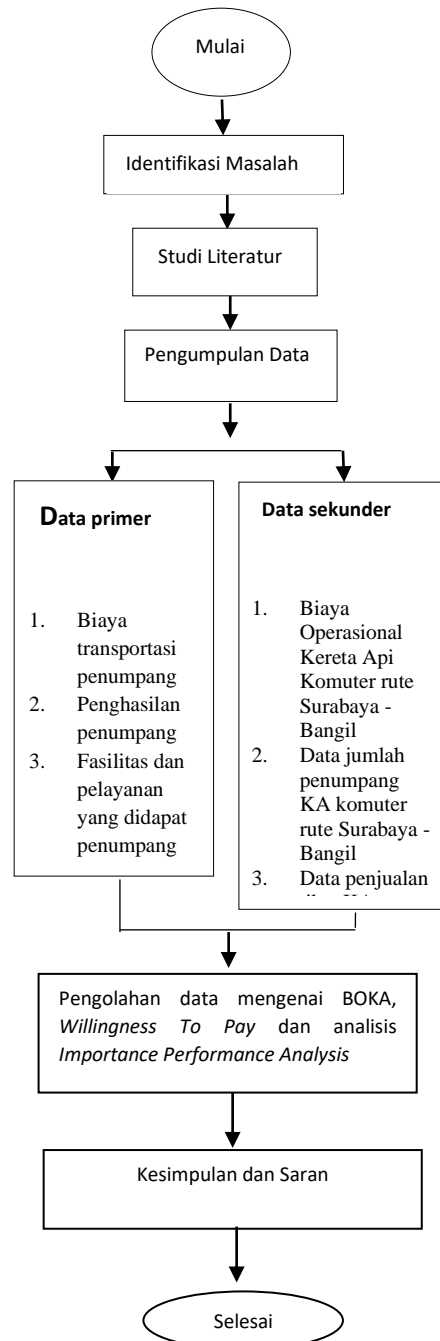 Mulai
Identifikasi Masalah
Studi Literatur
Pengumpulan Data
Data primer
1. Biaya
transportasi
penumpang
2. Penghasilan
penumpang
3. Fasilitas dan
pelayanan
yang didapat
penumpang
Data sekunder
1. Biaya
Operasional
Kereta Api
Komuter rute
Surabaya -
Bangil
2. Data jumlah
penumpang
KA komuter
rute Surabaya -
Bangil
3. Data penjualan
Pengolahan data mengenai BOKA,
Willingness To Pay dan analisis
Importance Performance Analysis
Kesimpulan dan Saran
Selesai